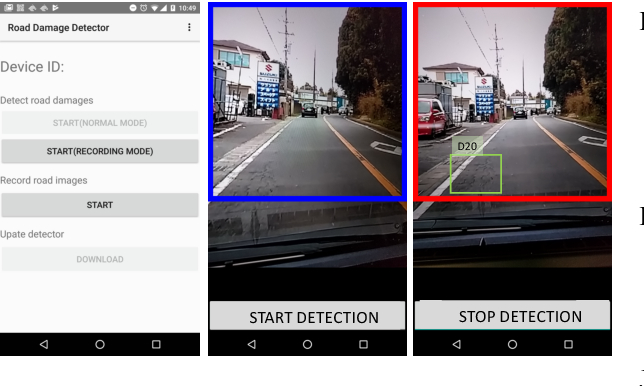 10:49
Road Damage Detector
Device ID:
Detect road damages
START(NORMAL MODE)
START(RECORDING MODE)
Record road images
START
Upate detector
DOWNLOAD
SUZUKI
START DETECTION
SUZUKI
D20
STOP DETECTION